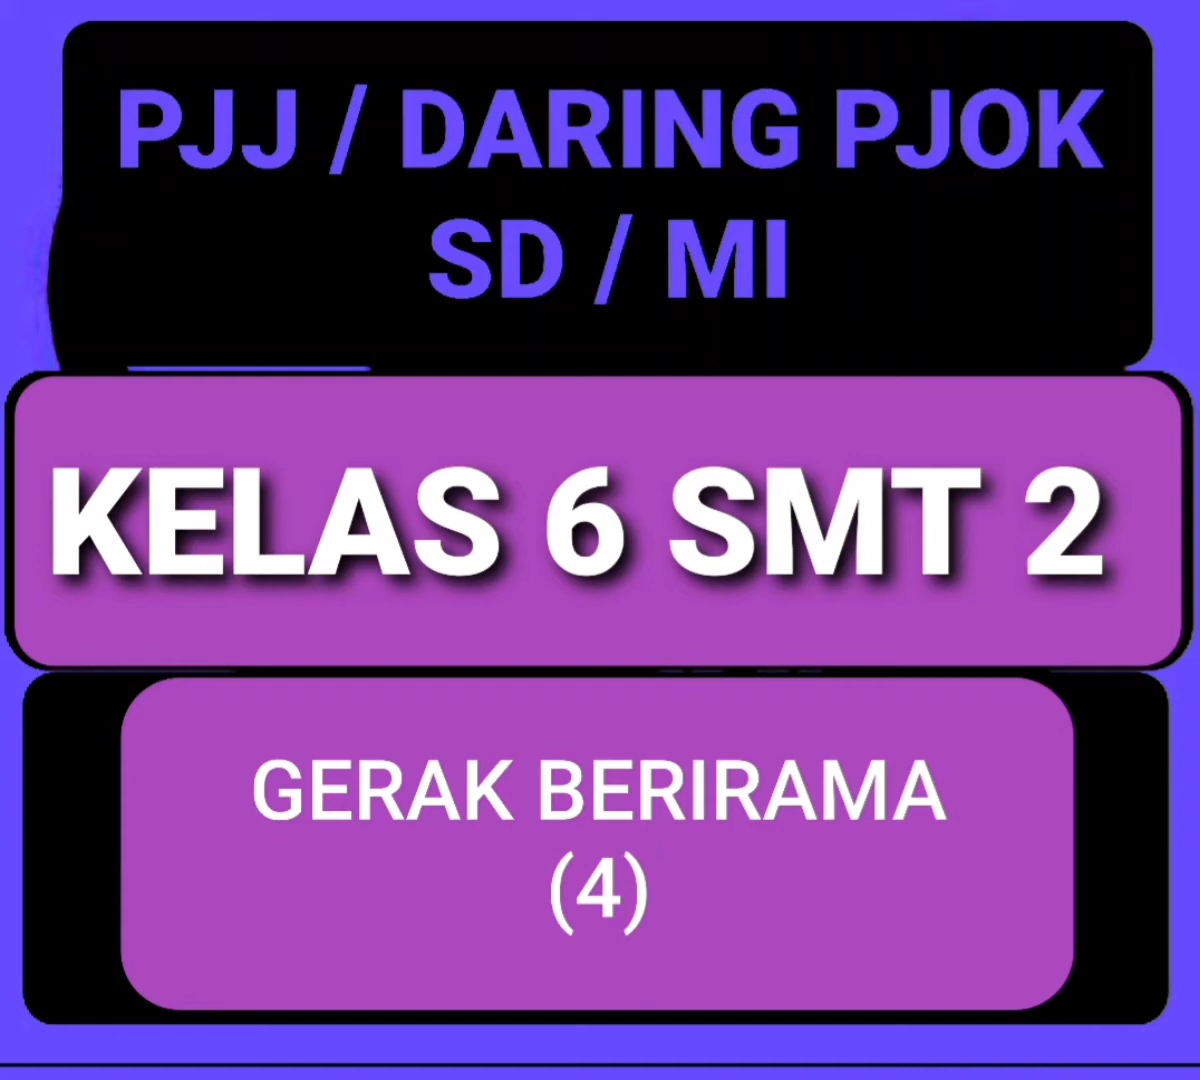 PJJ / DARING PJOK
SD / MI
KELAS 6 SMT 2
GERAK BERIRAMA
(4)